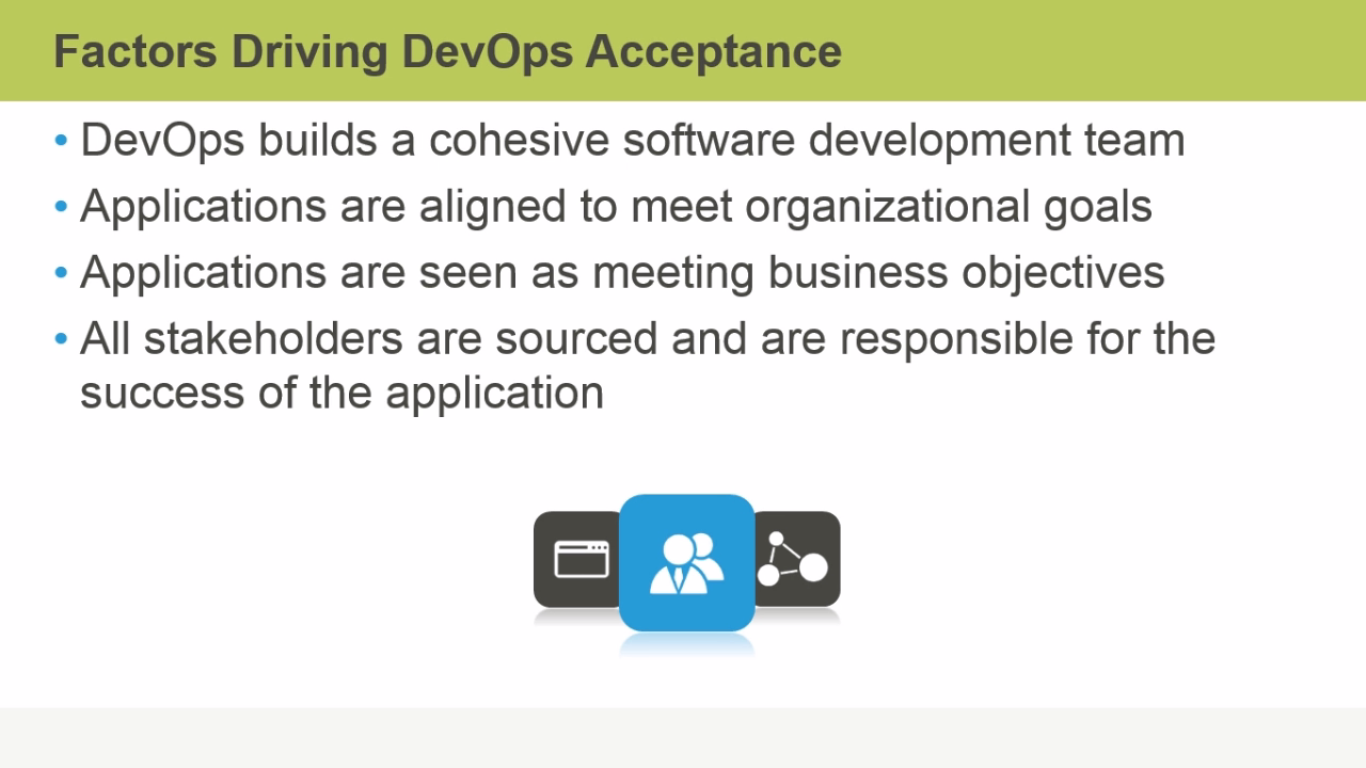 Factors Driving DevOps Acceptance
• DevOps builds a cohesive software development team
• Applications are aligned to meet organizational goals
• Applications are seen as meeting business objectives
• All stakeholders are sourced and are responsible for the
success of the application